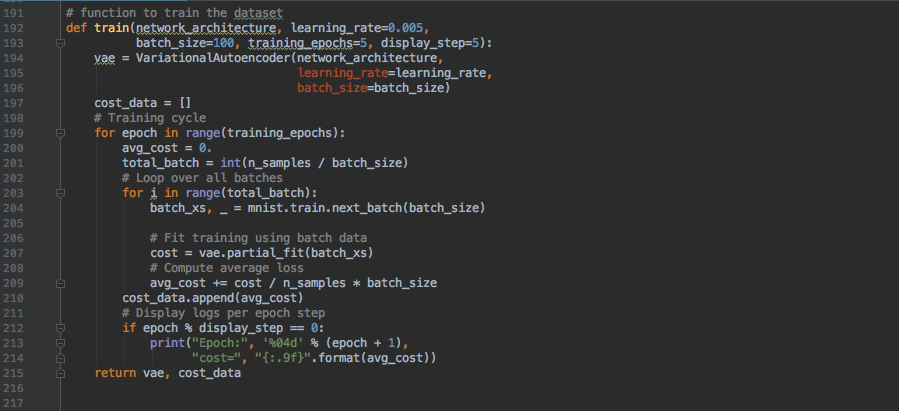 191 # function to train the dataset
192 def train(network_architecture, learning_rate=0.005,
193           batch_size=100, training_epochs=5, display_step=5):
194     vae = VariationalAutoencoder(network_architecture,
195                                  learning_rate=learning_rate,
196                                  batch_size=batch_size)
197     cost_data = []
198     # Training cycle
199     for epoch in range(training_epochs):
200         avg_cost = 0.
201         total_batch = int(n_samples / batch_size)
202         # Loop over all batches
203         for i in range(total_batch):
204             batch_xs, _ = mnist.train.next_batch(batch_size)
205
206             # Fit training using batch data
207             cost = vae.partial_fit(batch_xs)
208             # Compute average loss
209             avg_cost += cost / n_samples * batch_size
210         cost_data.append(avg_cost)
211         # Display logs per epoch step
212         if epoch % display_step == 0:
213             print("Epoch:", '%04d' % (epoch + 1),
214                   "cost=", "{:.9f}".format(avg_cost))
215     return vae, cost_data
216
217